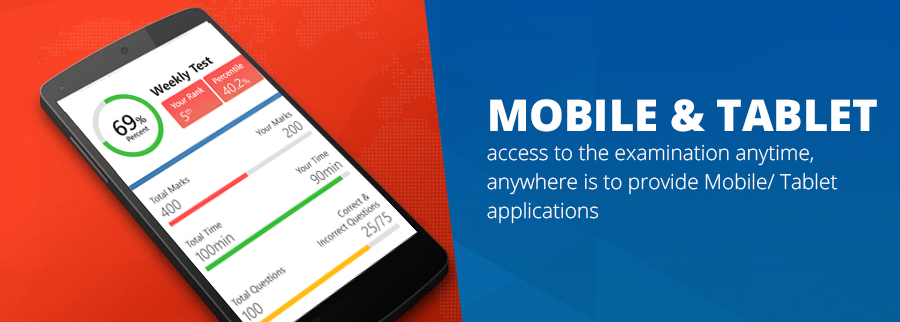 Weekly Test
69%
Percent
Your Rank
5th
Percentile
40.2%
Your Marks
200
Total Marks
400
Your Time
90min
Total Time
100min
Correct &
Incorrect Questions
25/75
Total Questions
100
MOBILE & TABLET
access to the examination anytime,
anywhere is to provide Mobile/ Tablet
applications